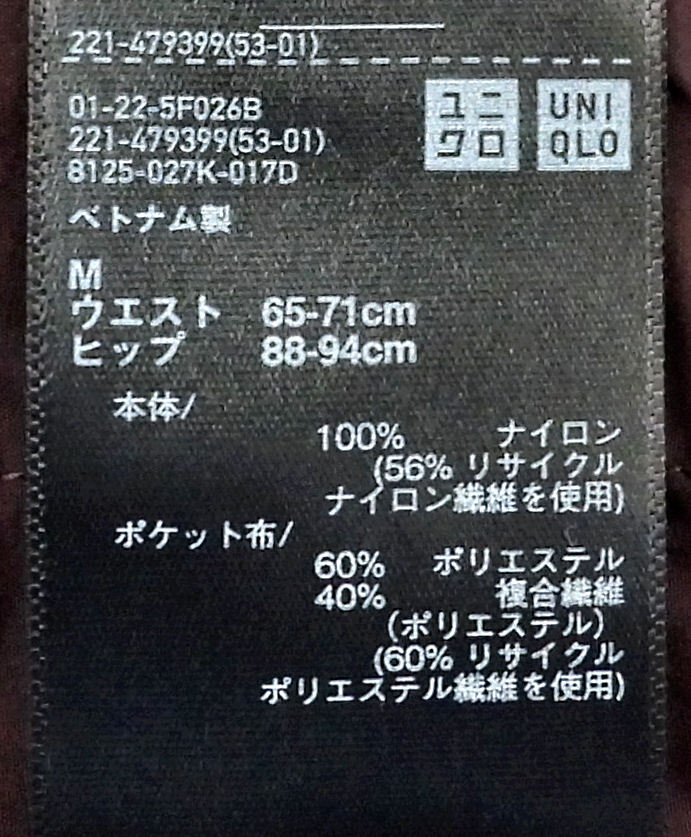 221-479399(53-01)
01-22-5F026B
221-479399(53-01)
8125-027K-017D
ユニ
クロ
UNI
QLO
ベトナム製
M
ウエスト 65-71cm
ヒップ 88-94cm
本体/
100% ナイロン
(56% リサイクル
ナイロン繊維を使用)
ポケット布/
60% ポリエステル
40% 複合繊維
(ポリエステル)
(60% リサイクル
ポリエステル繊維を使用)